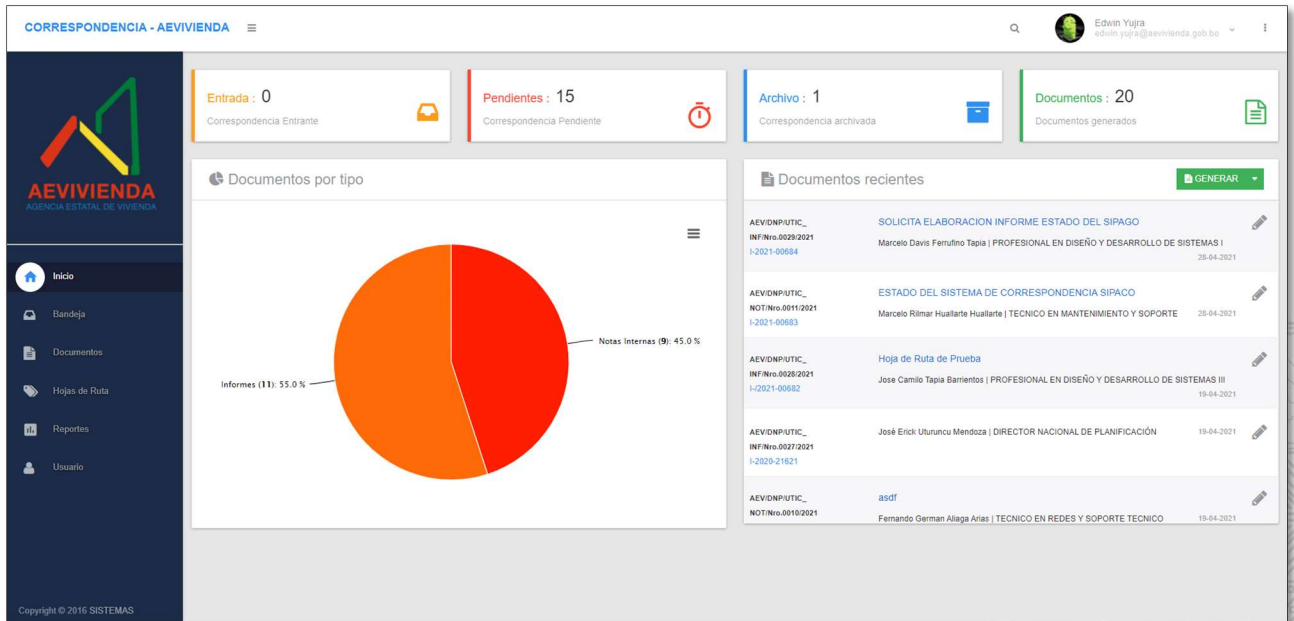 CORRESPONDENCIA - AEVIVIENDA
Edwin Yujra
edwin.yujra@aevivienda.gob.bo
AEVIVIENDA
AGENCIA ESTATAL DE VIVIENDA
Inicio
Bandeja
Documentos
Hojas de Ruta
Reportes
Usuario
Copyright © 2016 SISTEMAS
Entrada : 0
Correspondencia Entrante
Pendientes : 15
Correspondencia Pendiente
Archivo : 1
Correspondencia archivada
Documentos : 20
Documentos generados
Documentos por tipo
Notas Internas (9): 45.0 %
Informes (11): 55.0 %
Documentos recientes
GENERAR
AEV/DNP/UTIC_
INF/Nro.0029/2021
I-2021-00684
SOLICITA ELABORACION INFORME ESTADO DEL SIPAGO
Marcelo Davis Ferrufino Tapia | PROFESIONAL EN DISEÑO Y DESARROLLO DE SISTEMAS I
28-04-2021
AEV/DNP/UTIC_
NOT/Nro.0011/2021
I-2021-00683
ESTADO DEL SISTEMA DE CORRESPONDENCIA SIPACO
Marcelo Rilmar Huallarte Huallarte | TECNICO EN MANTENIMIENTO Y SOPORTE
28-04-2021
AEV/DNP/UTIC_
INF/Nro.0028/2021
I-/2021-00682
Hoja de Ruta de Prueba
Jose Camilo Tapia Barrientos | PROFESIONAL EN DISEÑO Y DESARROLLO DE SISTEMAS III
19-04-2021
AEV/DNP/UTIC_
INF/Nro.0027/2021
I-2020-21621
José Erick Uturuncu Mendoza | DIRECTOR NACIONAL DE PLANIFICACIÓN
19-04-2021
AEV/DNP/UTIC_
NOT/Nro.0010/2021
asdf
Fernando German Aliaga Arias | TECNICO EN REDES Y SOPORTE TECNICO
19-04-2021